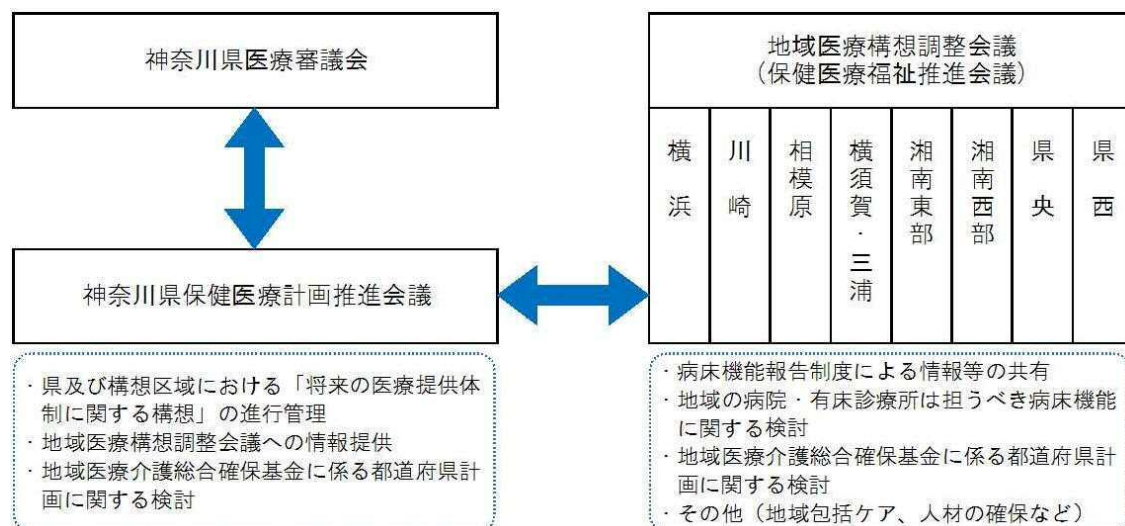 神奈川県医療審議会
神奈川県保健医療計画推進会議
・県及び構想区域における「将来の医療提供体
制に関する構想」の進行管理
・地域医療構想調整会議への情報提供
・地域医療介護総合確保基金に係る都道府県計
画に関する検討
地域医療構想調整会議
（保健医療福祉推進会議）
横浜
川崎
相模原
横須賀・三浦
湘南東部
湘南西部
県央
県西
・病床機能報告制度による情報等の共有
・地域の病院・有床診療所は担うべき病床機能
に関する検討
・地域医療介護総合確保基金に係る都道府県計
画に関する検討
・その他（地域包括ケア、人材の確保など）